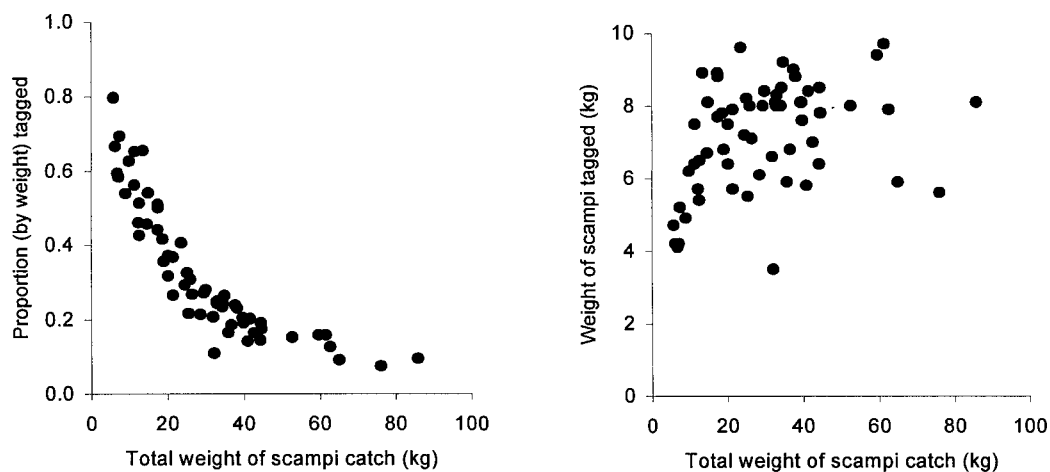 Proportion (by weight) tagged
1.0
0.8
0.6
0.4
0.2
0.0
0 20 40 60 80 100
Total weight of scampi catch (kg)
Weight of scampi tagged (kg)
10
8
6
4
2
0
0 20 40 60 80 100
Total weight of scampi catch (kg)